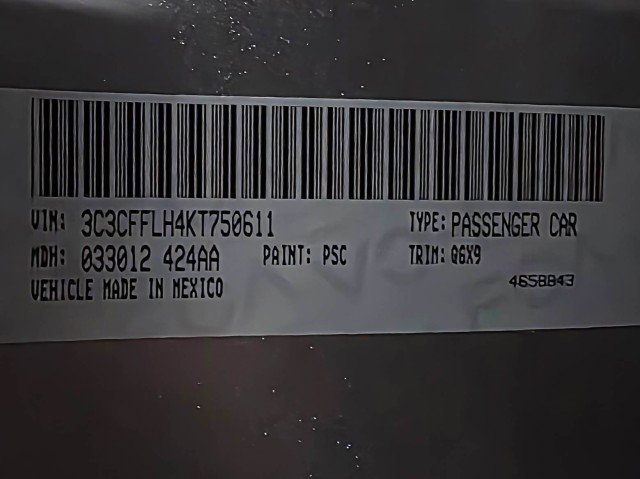 VIN: 3C3CFFLH4KT750611 TYPE: PASSENGER CAR
MDH: 033012 424AA PAINT: PSC TRIM: Q6X9
VEHICLE MADE IN MEXICO 4658843